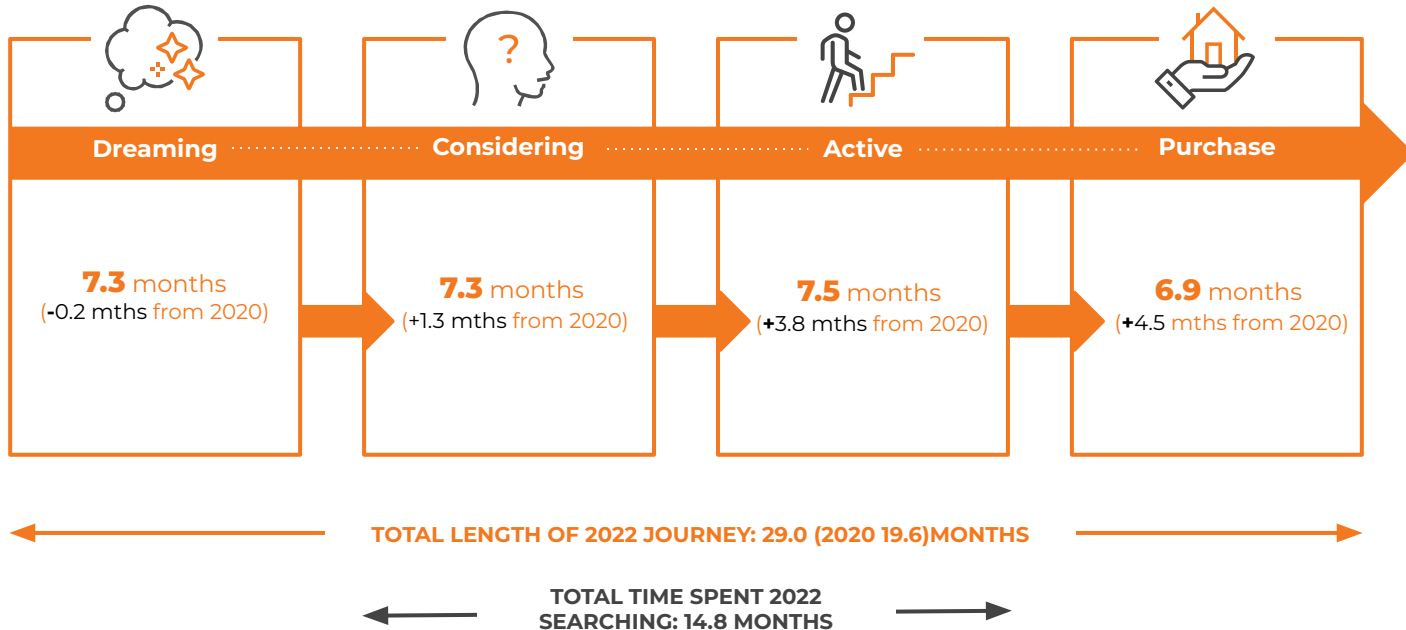 ?
Dreaming
Considering
Active
Purchase
7.3 months
(-0.2 mths from 2020)
7.3 months
(+1.3 mths from 2020)
7.5 months
(+3.8 mths from 2020)
6.9 months
(+4.5 mths from 2020)
TOTAL LENGTH OF 2022 JOURNEY: 29.0 (2020 19.6)MONTHS
TOTAL TIME SPENT 2022
SEARCHING: 14.8 MONTHS